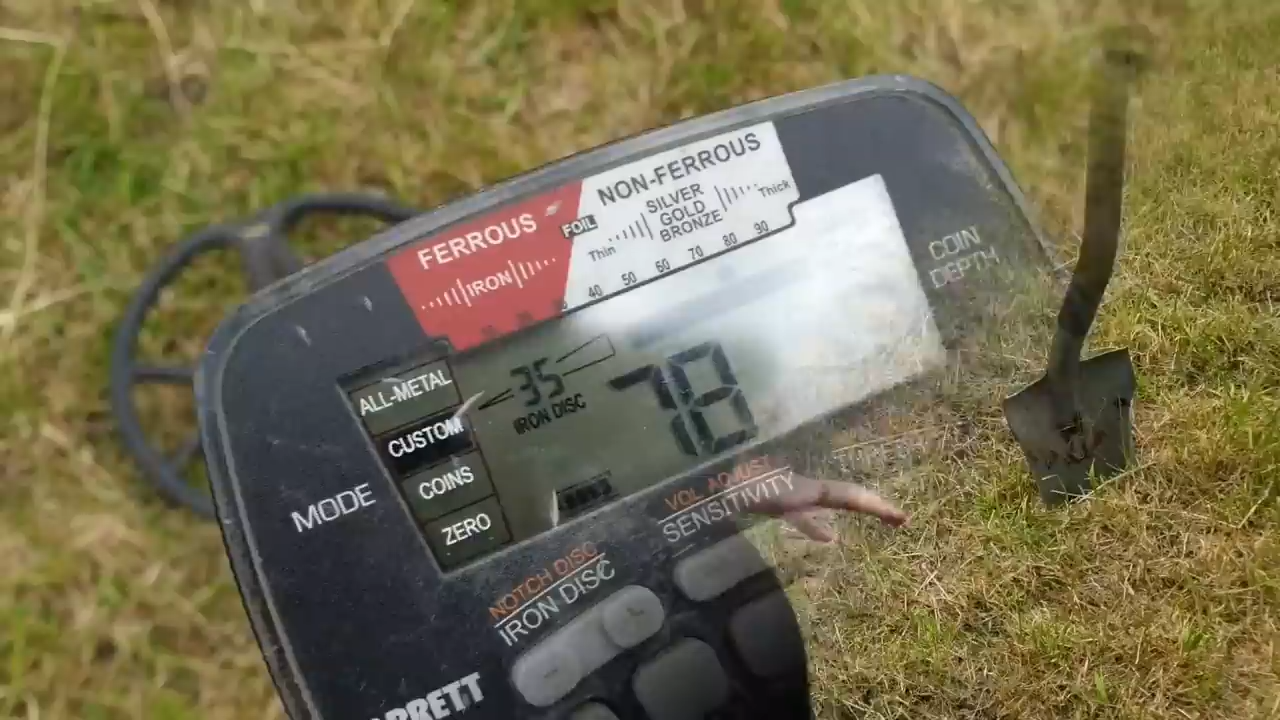 FERROUS
IRON
FOIL
NON-FERROUS
SILVER
GOLD
BRONZE
Thin
Thick
40 50 60 70 80 90
COIN
DEPTH
MODE
ALL-METAL
CUSTOM
COINS
ZERO
35
IRON DISC
78
VOL ADJUST
SENSITIVITY
NOTCH DISC
IRON DISC